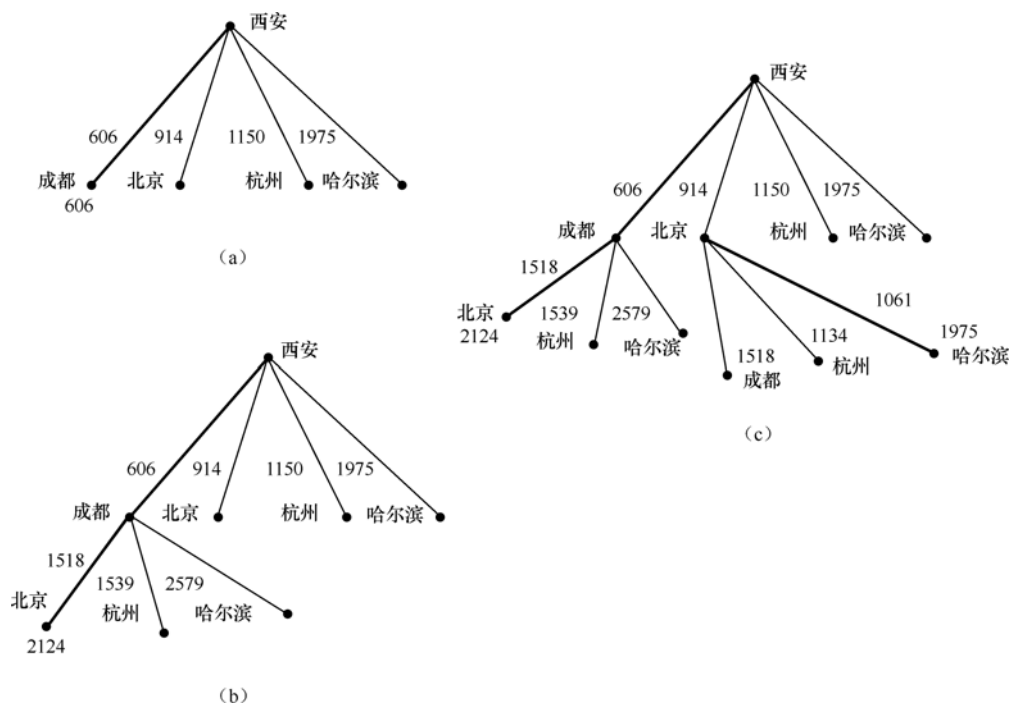 西安
606 914 1150 1975
成都 北京 杭州 哈尔滨
606
(a)
西安
606 914 1150 1975
成都 北京 杭州 哈尔滨
1518 1539 2579
北京 杭州 哈尔滨
2124
(b)
西安
606 914 1150 1975
成都 北京 杭州 哈尔滨
1518 1061
北京 1539 2579 1134 1975
2124 杭州 哈尔滨 1518 杭州 哈尔滨
成都
(c)